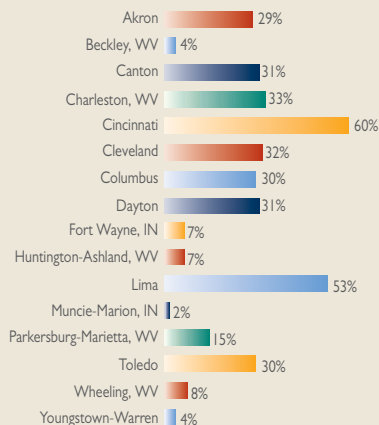 Akron 29%
Beckley, WV 4%
Canton 31%
Charleston, WV 33%
Cincinnati 60%
Cleveland 32%
Columbus 30%
Dayton 31%
Fort Wayne, IN 7%
Huntington-Ashland, WV 7%
Lima 53%
Muncie-Marion, IN 2%
Parkersburg-Marietta, WV 15%
Toledo 30%
Wheeling, WV 8%
Youngstown-Warren 4%